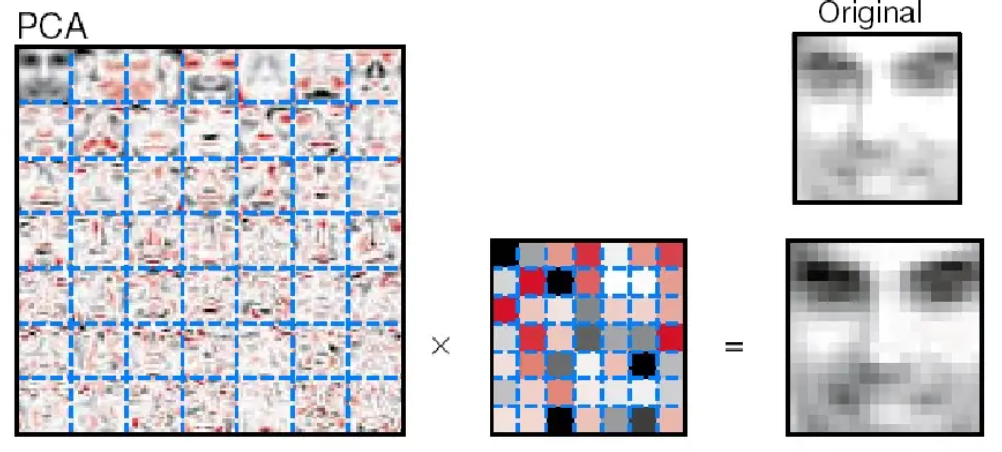 PCA
Original
×
=